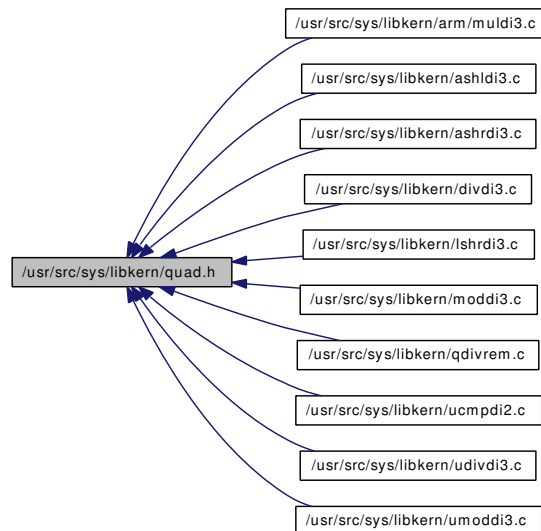 /usr/src/sys/libkern/arm/muldi3.c
/usr/src/sys/libkern/ashldi3.c
/usr/src/sys/libkern/ashrdi3.c
/usr/src/sys/libkern/divdi3.c
/usr/src/sys/libkern/lshrdi3.c
/usr/src/sys/libkern/quad.h
/usr/src/sys/libkern/moddi3.c
/usr/src/sys/libkern/qdivrem.c
/usr/src/sys/libkern/ucmpdi2.c
/usr/src/sys/libkern/udivdi3.c
/usr/src/sys/libkern/umoddi3.c